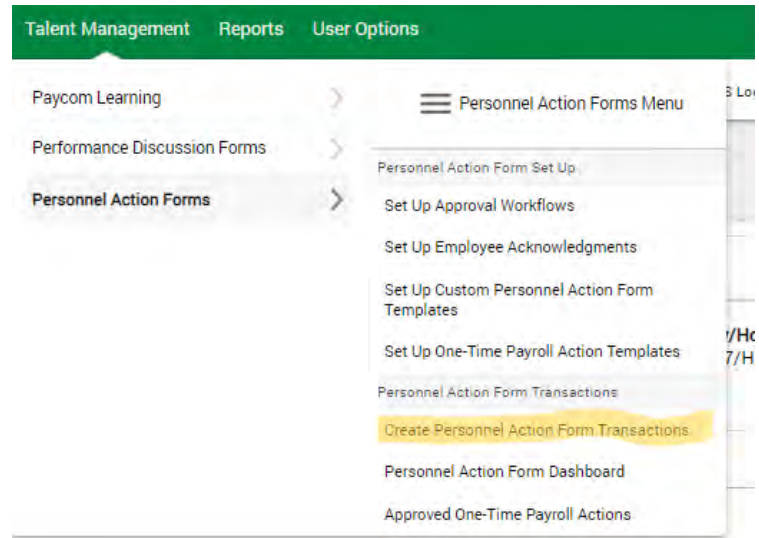 Talent Management Reports User Options
Paycom Learning
Performance Discussion Forms
Personnel Action Forms
Personnel Action Forms Menu
Personnel Action Form Set Up
Set Up Approval Workflows
Set Up Employee Acknowledgments
Set Up Custom Personnel Action Form
Templates
Set Up One-Time Payroll Action Templates
Personnel Action Form Transactions
Create Personnel Action Form Transactions
Personnel Action Form Dashboard
Approved One-Time Payroll Actions